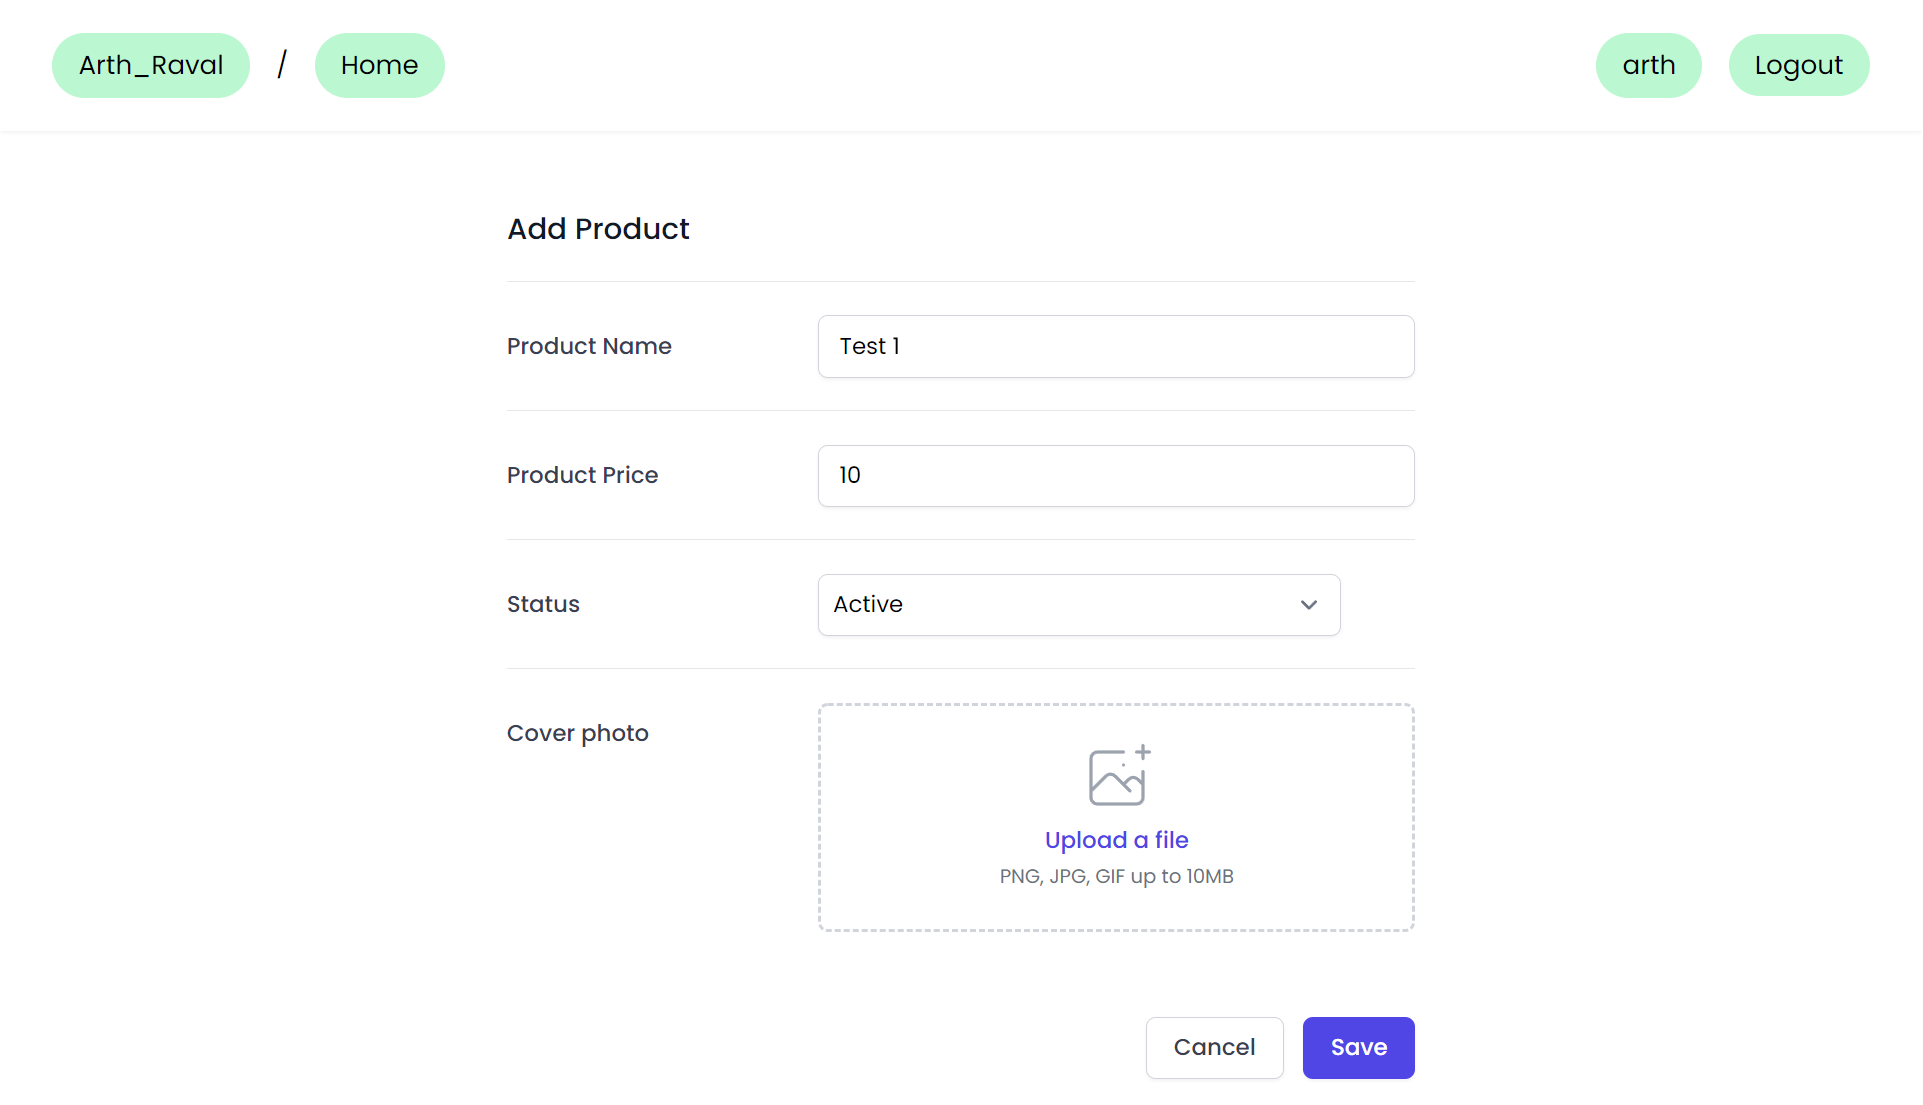 Arth_Raval / Home arth Logout
Add Product
Product Name Test 1
Product Price 10
Status Active
Cover photo
Upload a file
PNG, JPG, GIF up to 10MB
Cancel Save